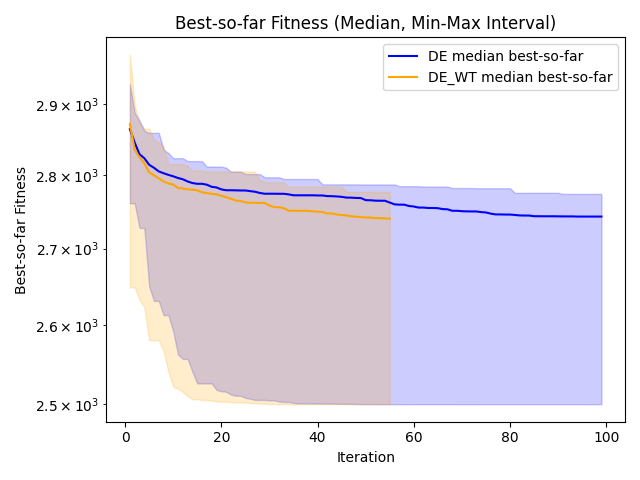 Best-so-far Fitness (Median, Min-Max Interval)
DE median best-so-far
DE_WT median best-so-far
Best-so-far Fitness
2.9 × 10³
2.8 × 10³
2.7 × 10³
2.6 × 10³
2.5 × 10³
0 20 40 60 80 100
Iteration